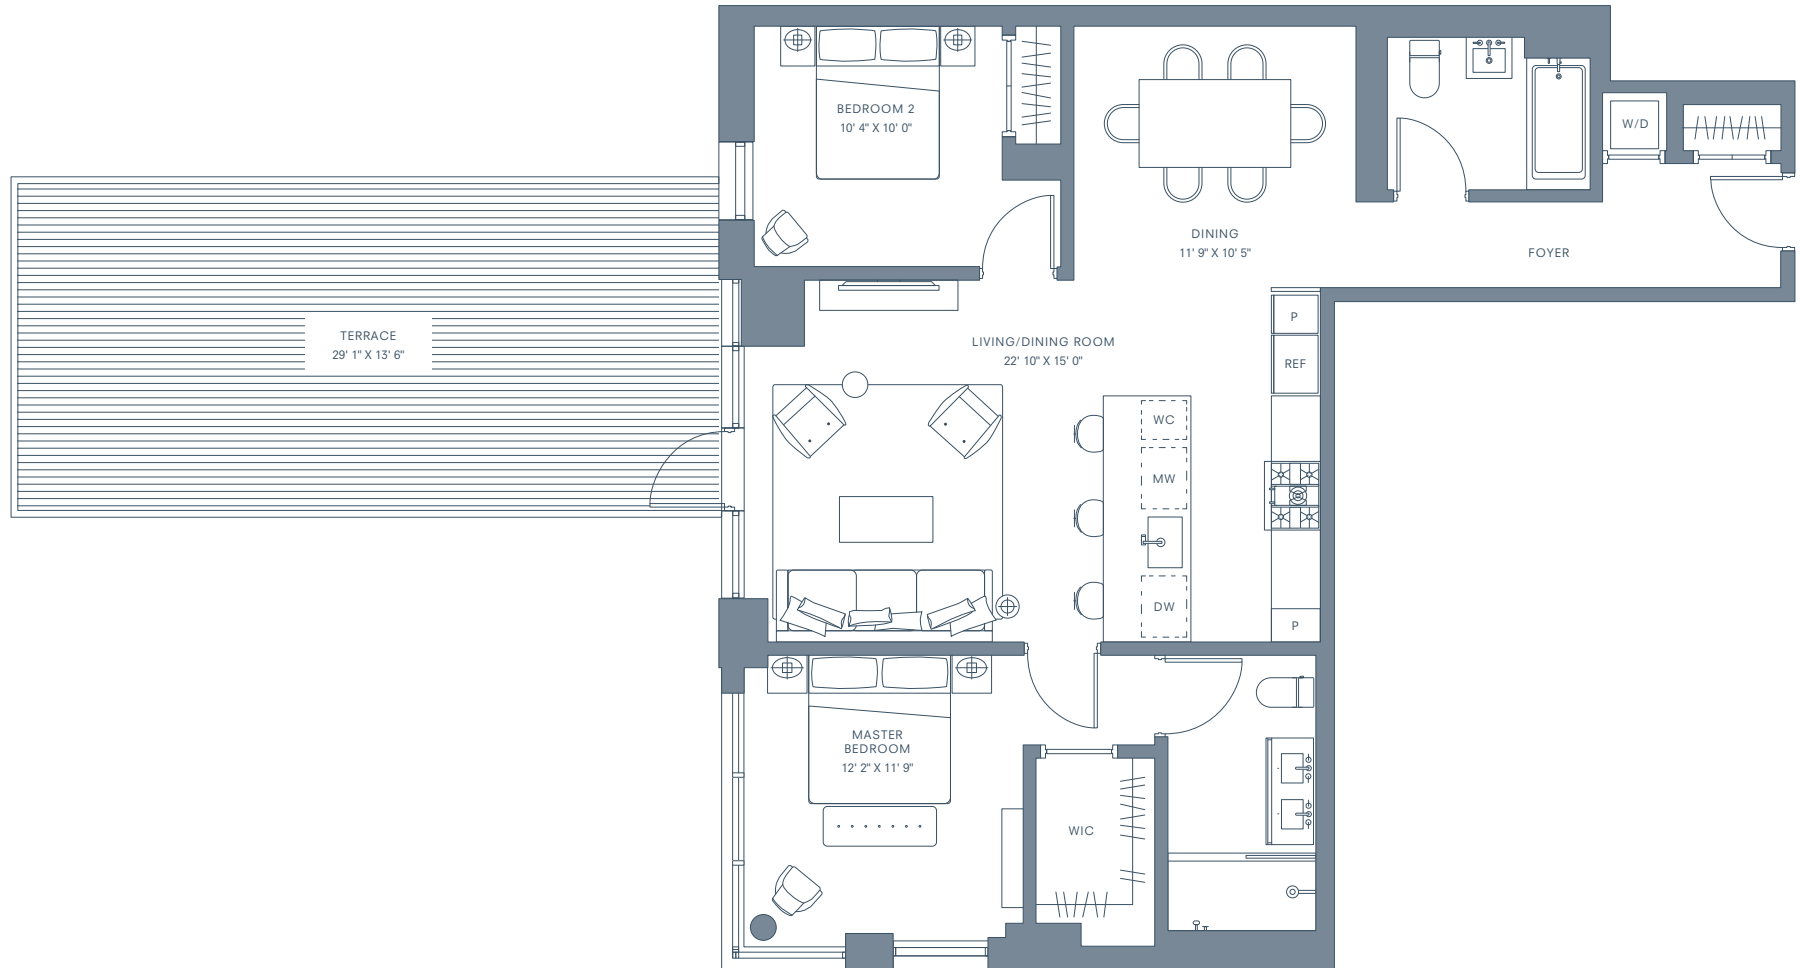 BEDROOM 2
10' 4" X 10' 0"
W/D
DINING
11' 9" X 10' 5"
FOYER
TERRACE
29' 1" X 13' 6"
LIVING/DINING ROOM
22' 10" X 15' 0"
P
REF
WC
MW
DW
P
MASTER
BEDROOM
12' 2" X 11' 9"
WIC